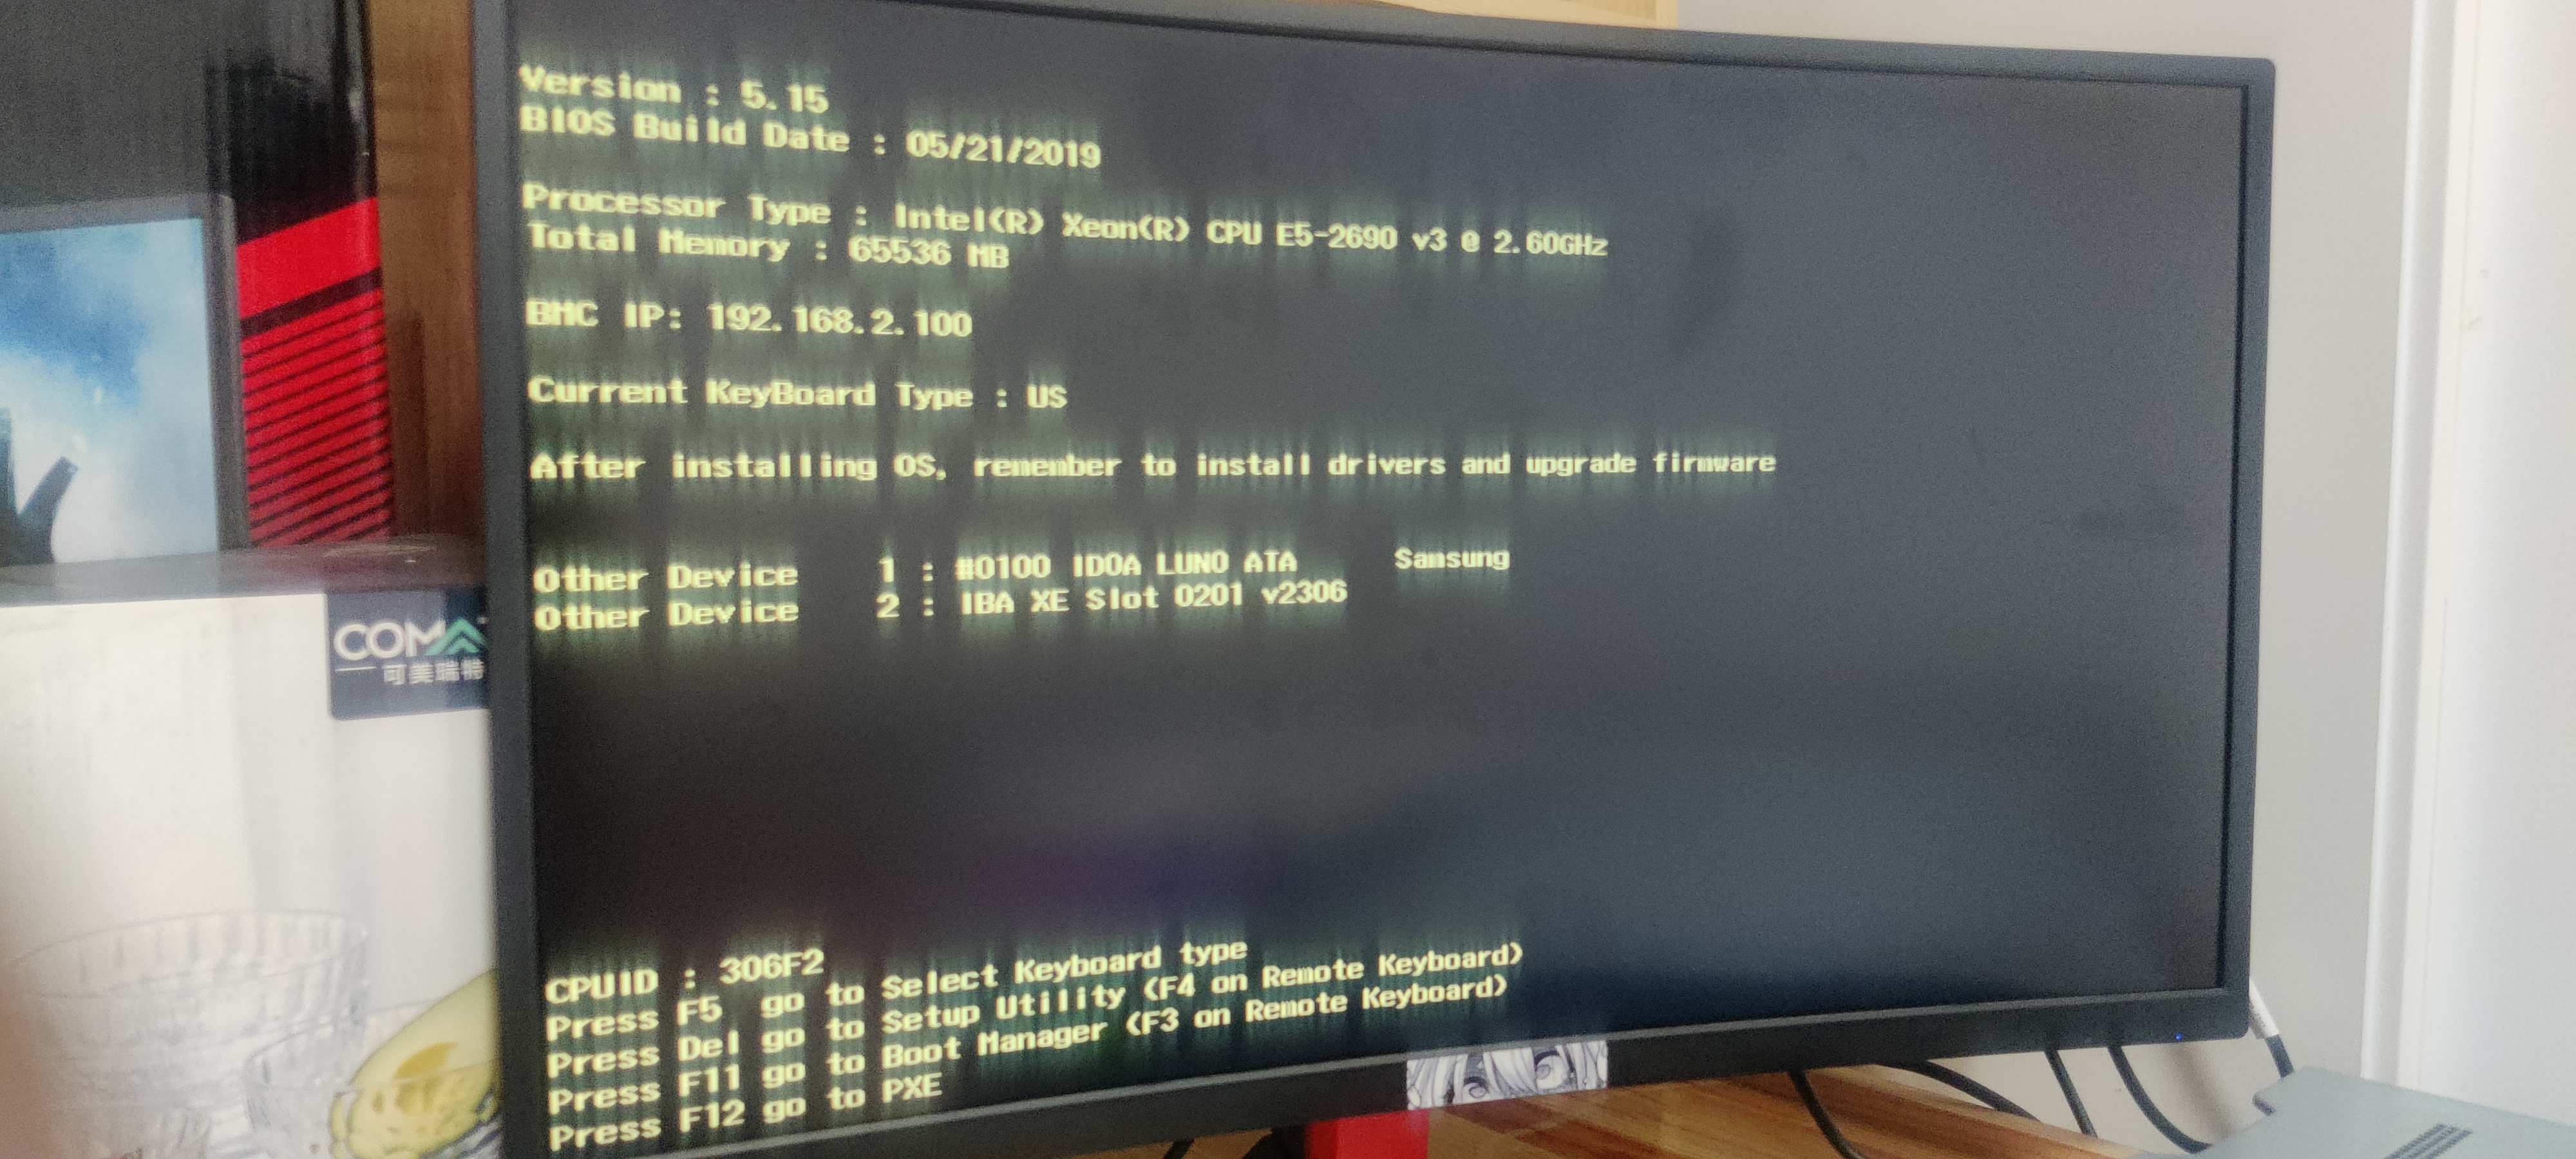 Version : 5.15
BIOS Build Date : 05/21/2019
Processor Type : Intel(R) Xeon(R) CPU E5-2690 v3 @ 2.60GHz
Total Memory : 65536 MB
BMC IP: 192.168.2.100
Current KeyBoard Type : US
After installing OS, remember to install drivers and upgrade firmware
Other Device 1 : #0100 ID0A LUN0 ATA Samsung
Other Device 2 : IBA XE Slot 0201 v2306
CPUID : 306F2
Press F5 go to Select Keyboard type
Press Del go to Setup Utility (F4 on Remote Keyboard)
Press F11 go to Boot Manager (F3 on Remote Keyboard)
Press F12 go to PXE
COMA
可美瑞特